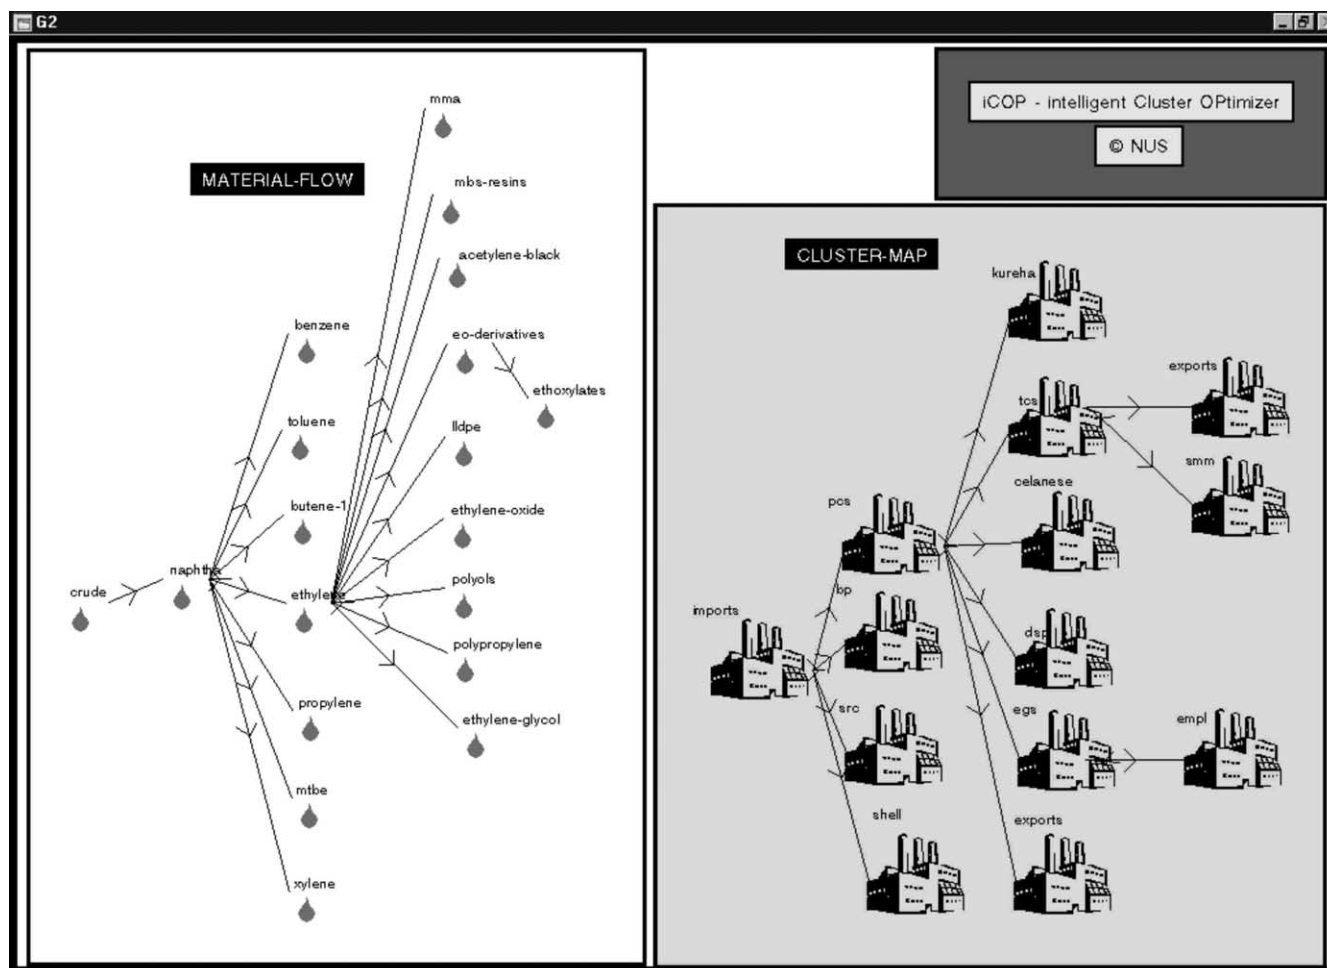 G2
MATERIAL-FLOW
mma
mbs-resins
acetylene-black
benzene
eo-derivatives
ethoxylates
toluene
lldpe
butene-1
ethylene-oxide
naphtha
crude
ethylene
polyols
polypropylene
propylene
ethylene-glycol
mtbe
xylene
iCOP - intelligent Cluster OPtimizer
© NUS
CLUSTER-MAP
kureha
exports
tcs
smm
celanese
pcs
bp
imports
dsp
src
egs
empl
shell
exports